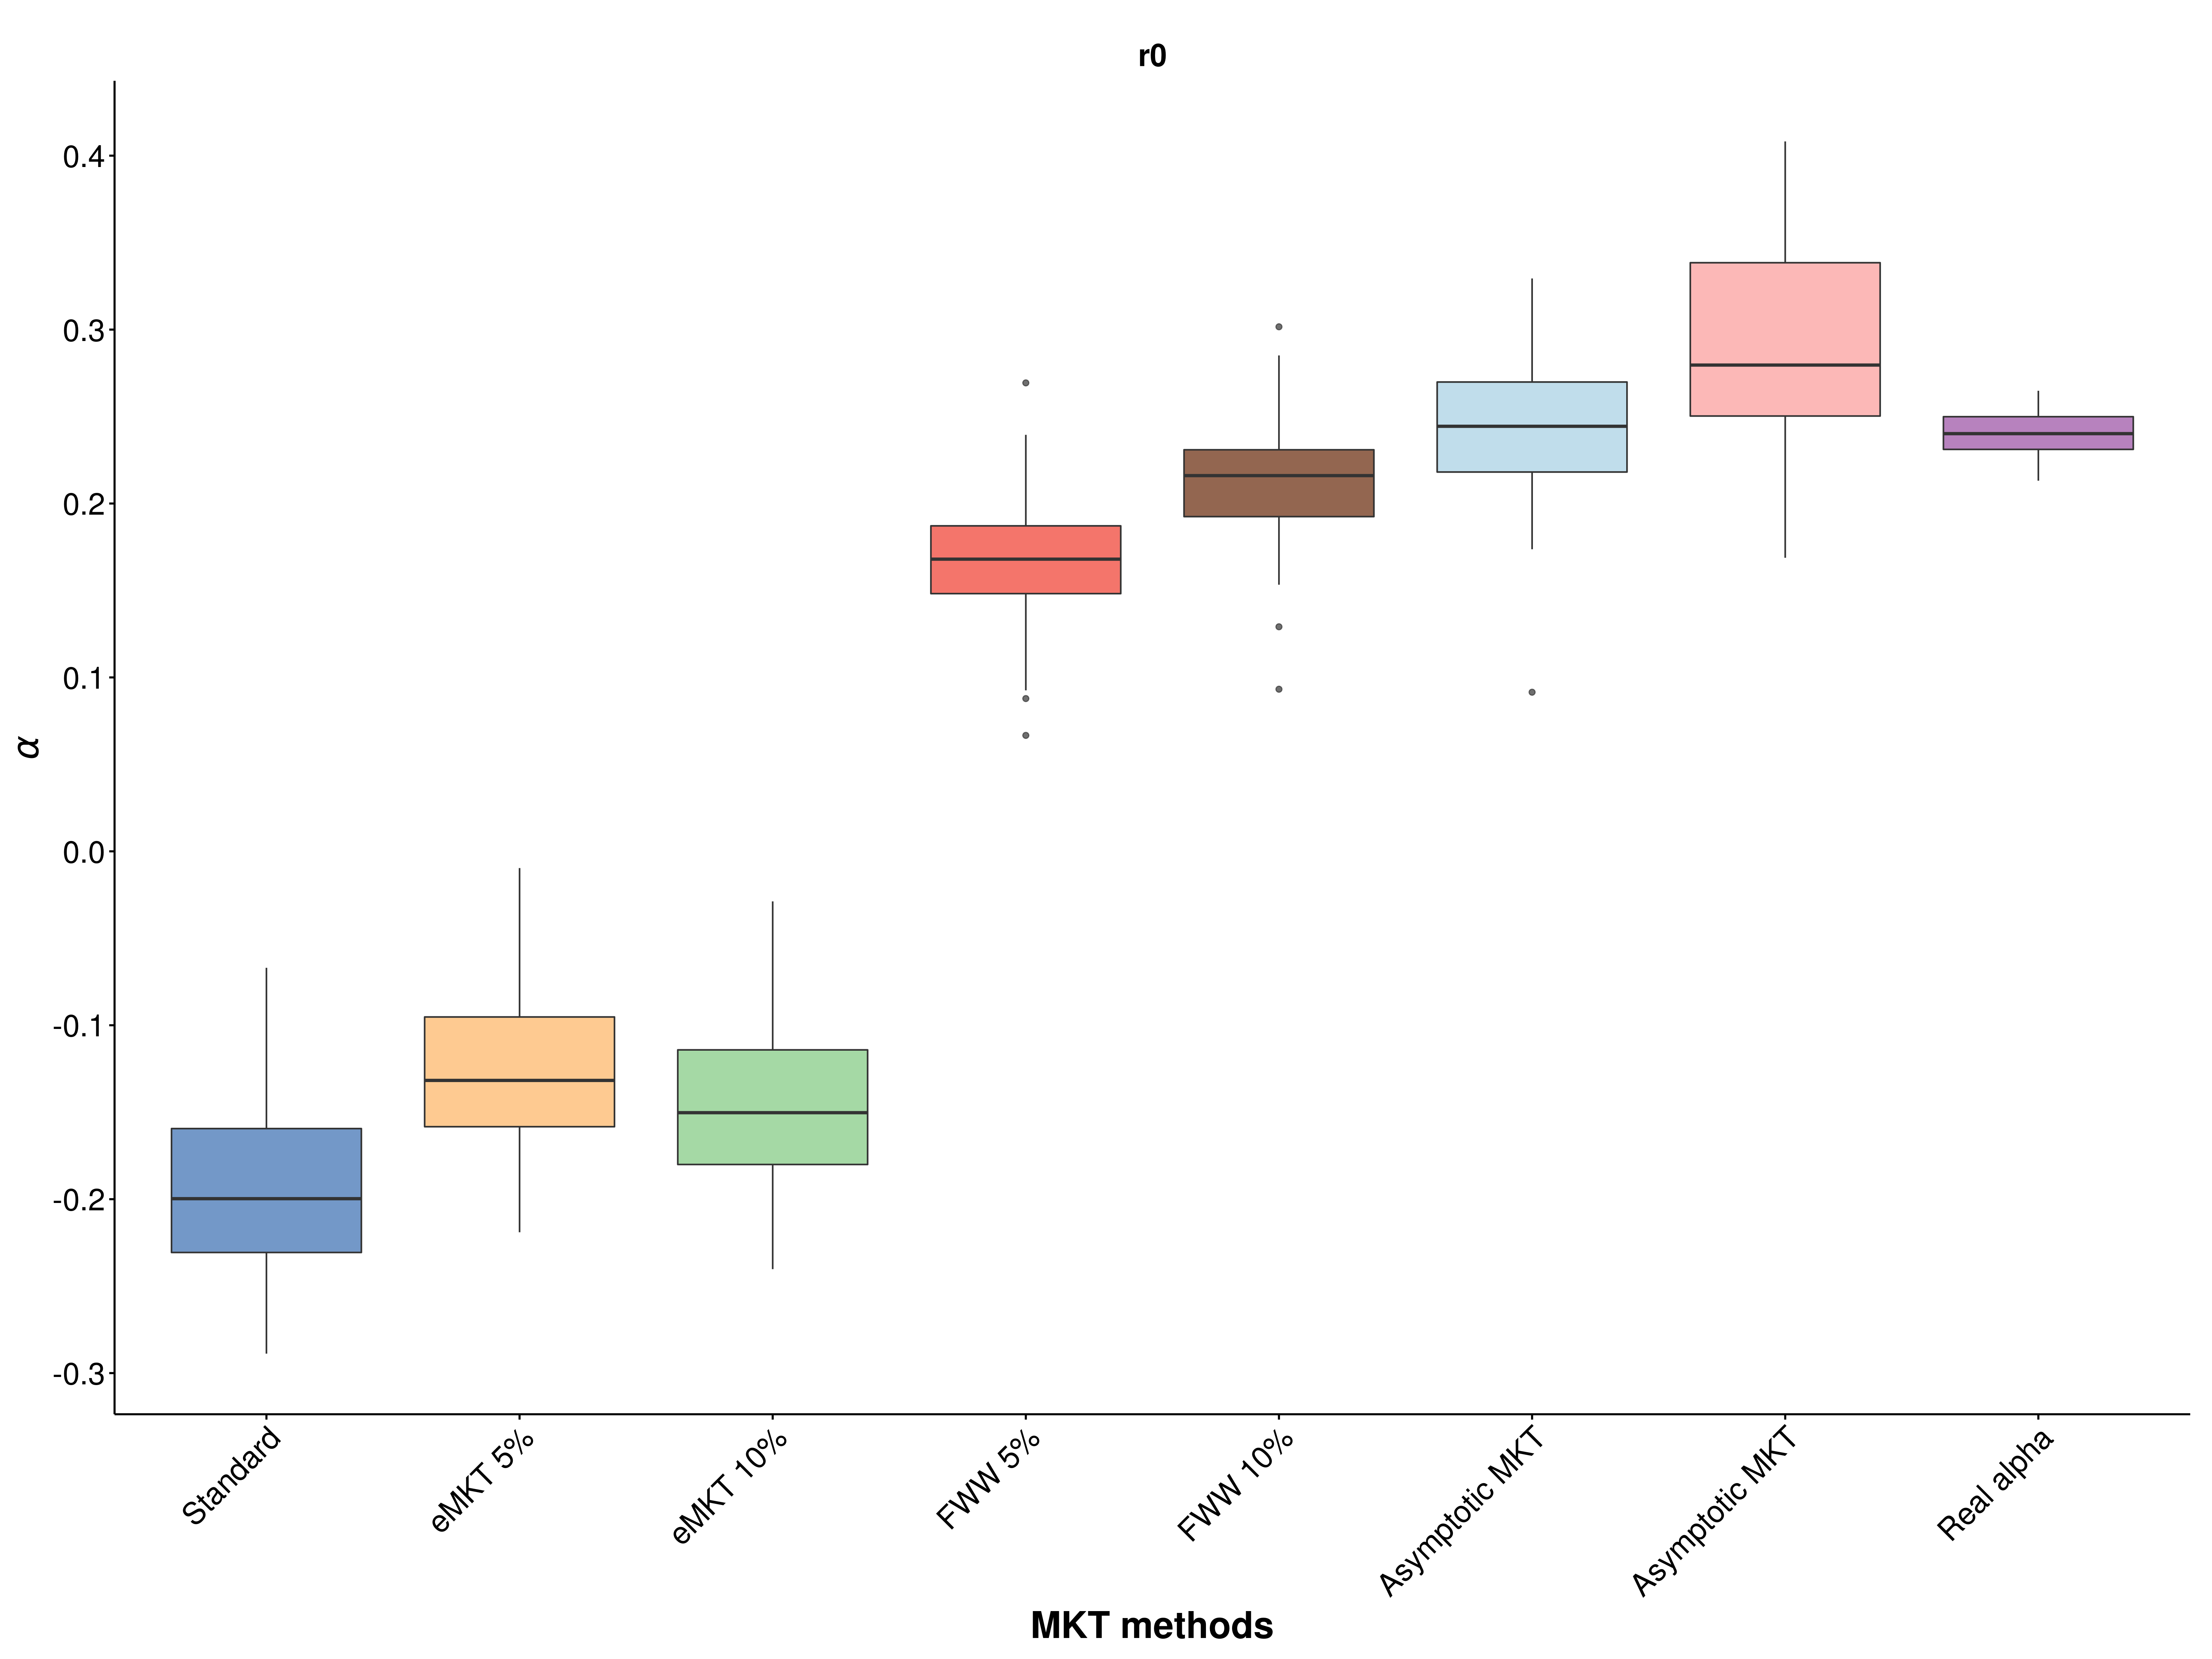 r0
0.4
0.3
0.2
0.1
0.0
-0.1
-0.2
-0.3
α
Standard
eMKT 5%
eMKT 10%
FWW 5%
FWW 10%
Asymptotic MKT
Asymptotic MKT
Real alpha
MKT methods